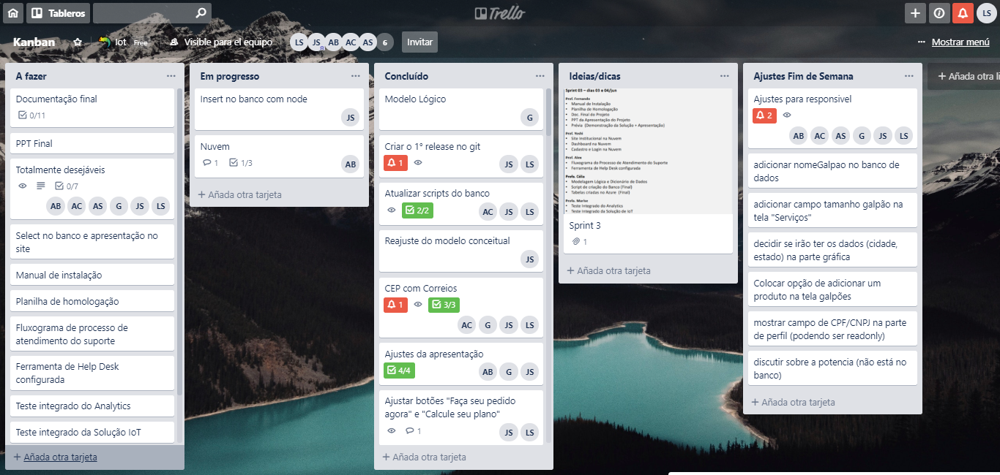 Tableros
Trello
LS
Kanban
Iot
Free
Visible para el equipo
LS JS AB AC AS 6
Invitar
Mostrar menú
A fazer
Documentação final
0/11
PPT Final
Totalmente desejáveis
0/7
AB AC AS G JS LS
Select no banco e apresentação no
site
Manual de instalação
Planilha de homologação
Fluxograma de processo de
atendimento do suporte
Ferramenta de Help Desk
configurada
Teste integrado do Analytics
Teste integrado da Solução IoT
+ Añada otra tarjeta
Em progresso
Insert no banco com node
JS
Nuvem
1 1/3
AB
+ Añada otra tarjeta
Concluído
Modelo Lógico
G
Criar o 1° release no git
1
JS LS
Atualizar scripts do banco
2/2
AC JS LS
Reajuste do modelo conceitual
JS
CEP com Correios
1 3/3
AC G JS LS
Ajustes da apresentação
4/4
AB G JS
Ajustar botões "Faça seu pedido
agora" e "Calcule seu plano"
1
JS LS
+ Añada otra tarjeta
Ideias/dicas
Sprint 03 – dias 03 a 04/jun
Prof. Fernando
• Manual de Instalação
• Planilha de Homologação
• Doc. Final do Projeto
• PPT da Apresentação do Projeto
• Prévia (Demonstração da Solução + Apresentação)
Prof. Yoshi
• Site Institucional na Nuvem
• Dashboard na Nuvem
• Cadastro e Login na Nuvem
Prof. Alex
• Fluxograma do Processo de Atendimento do Suporte
• Ferramenta de Help Desk configurada
Profa. Célia
• Modelagem Lógica e Dicionário de Dados
• Script de criação do Banco (Final)
• Tabelas criadas no Azure (Final)
Profa. Marise
• Teste Integrado do Analytics
• Teste Integrado da Solução de IoT
Sprint 3
1
+ Añada otra tarjeta
Ajustes Fim de Semana
Ajustes para responsivel
2
AB AC AS G JS LS
adicionar nomeGalpao no banco de
dados
adicionar campo tamanho galpão na
tela "Serviços"
decidir se irão ter os dados (cidade,
estado) na parte gráfica
Colocar opção de adicionar um
produto na tela galpões
mostrar campo de CPF/CNPJ na parte
de perfil (podendo ser readonly)
discutir sobre a potencia (não está no
banco)
+ Añada otra tarjeta
+ Añada otra li